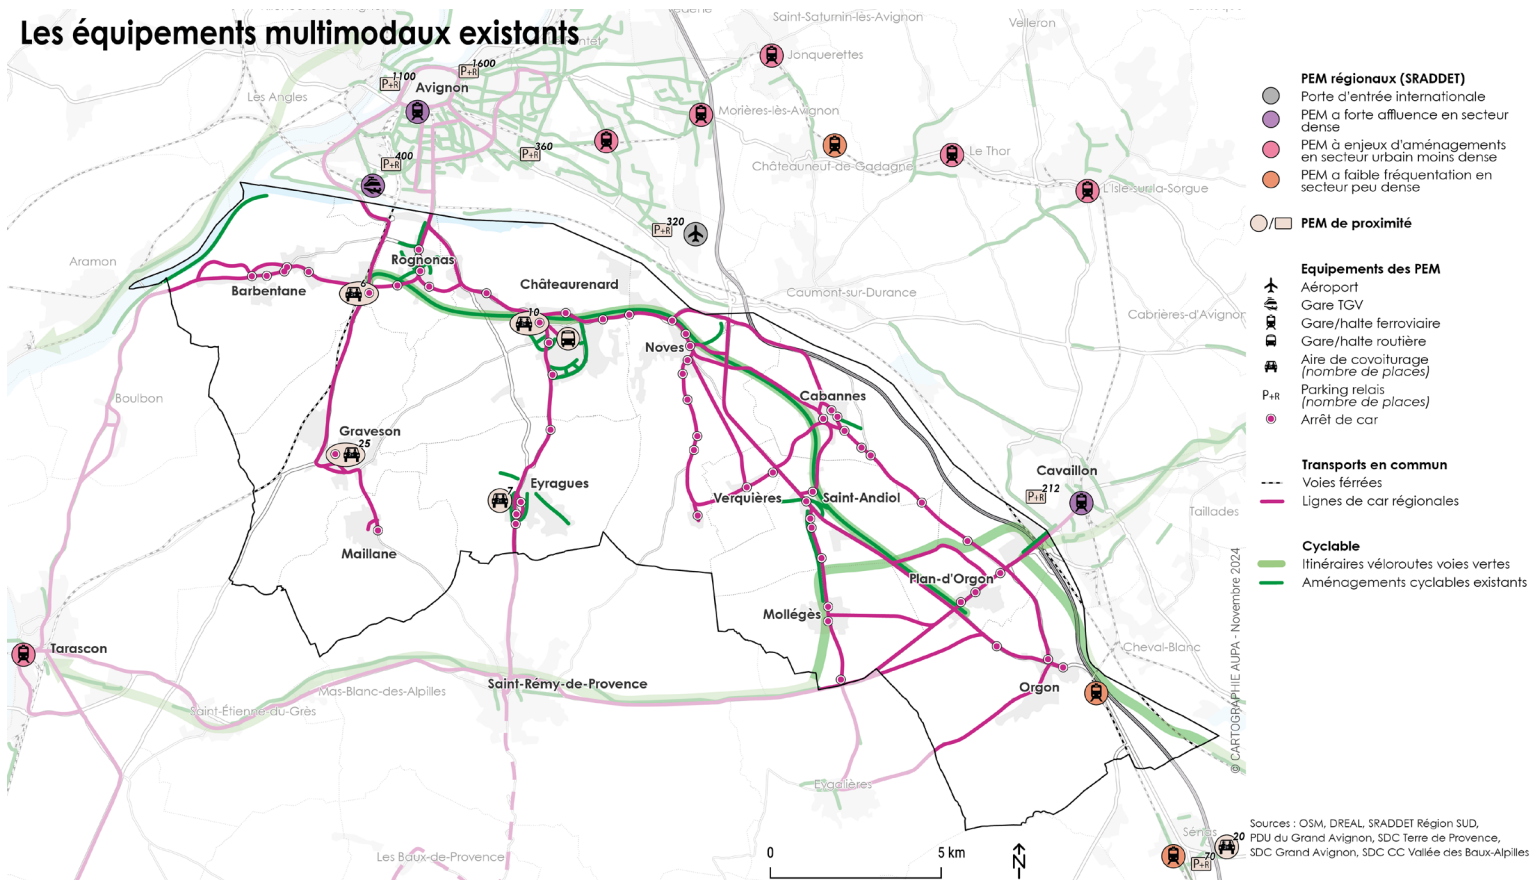 Les équipements multimodaux existants
Saint-Saturnin-lès-Avignon
Velleron
Jonquerettes
1600
P+R
1100
P+R
Avignon
Les Angles
Morières-lès-Avignon
360
P+R
400
P+R
Le Thor
Châteuneuf de Gadagne
L'Isle-sur-la-Sorgue
320
P+R
Aramon
Rognonas
Barbentane
6
Châteaurenard
Caumont-sur-Durance
Cabrières-d'Avignon
10
Noves
Boulbon
Cabannes
Graveson
25
Cavaillon
P+R
212
Eyragues
7
Verquières
Saint-Andiol
Taillades
Maillane
Plan-d'Orgon
Mollégès
Tarascon
Cheval-Blanc
Saint-Rémy-de-Provence
Mas-Blanc-des-Alpilles
Orgon
Saint-Étienne-du-Grès
Eygalières
Les Baux-de-Provence
Sénas
20
70
P+R
0
5 km
N
© CARTOGRAPHIE AUPA - Novembre 2024
PEM régionaux (SRADDET)
Porte d'entrée internationale
PEM a forte affluence en secteur
dense
PEM à enjeux d'aménagements
en secteur urbain moins dense
PEM a faible fréquentation en
secteur peu dense
PEM de proximité
Equipements des PEM
Aéroport
Gare TGV
Gare/halte ferroviaire
Gare/halte routière
Aire de covoiturage
(nombre de places)
P+R
Parking relais
(nombre de places)
Arrêt de car
Transports en commun
Voies férrées
Lignes de car régionales
Cyclable
Itinéraires véloroutes voies vertes
Aménagements cyclables existants
Sources : OSM, DREAL, SRADDET Région SUD,
PDU du Grand Avignon, SDC Terre de Provence,
SDC Grand Avignon, SDC CC Vallée des Baux-Alpilles